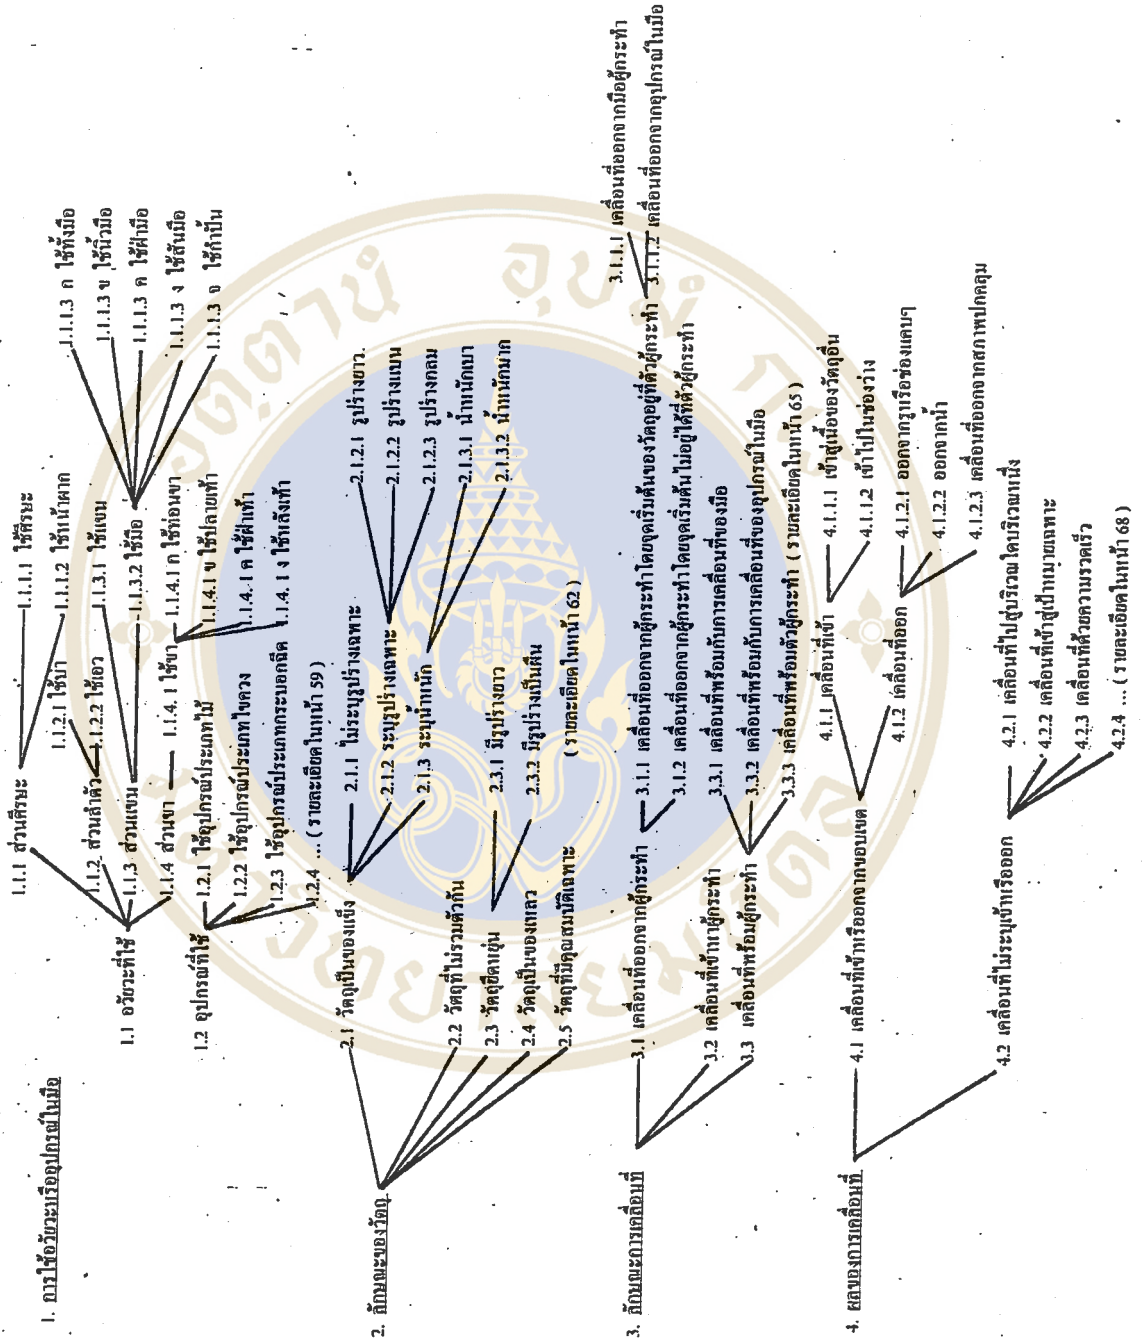 1. การใช้อวัยวะหรืออุปกรณ์ในมือ
1.1 อวัยวะที่ใช้
1.1.1 ส่วนศีรษะ
1.1.1.1 ใช้ศีรษะ
1.1.1.2 ใช้หน้าผาก
1.1.2 ส่วนลำตัว
1.1.2.1 ใช้บ่า
1.1.2.2 ใช้เอว
1.1.3 ส่วนแขน
1.1.3.1 ใช้แขน
1.1.3.2 ใช้มือ
1.1.1.3 ก ใช้ทั้งมือ
1.1.1.3 ข ใช้นิ้วมือ
1.1.1.3 ค ใช้ฝ่ามือ
1.1.1.3 ง ใช้สันมือ
1.1.1.3 จ ใช้กำปั้น
1.1.4 ส่วนขา
1.1.4.1 ใช้ขา
1.1.4.1 ก ใช้ท่อนขา
1.1.4.1 ข ใช้ปลายเท้า
1.1.4.1 ค ใช้ฝ่าเท้า
1.1.4.1 ง ใช้หลังเท้า
1.2 อุปกรณ์ที่ใช้
1.2.1 ใช้อุปกรณ์ประเภทไม้
1.2.2 ใช้อุปกรณ์ประเภทไขควง
1.2.3 ใช้อุปกรณ์ประเภทกระบอกฉีด
1.2.4 ... ( รายละเอียดในหน้า 59 )
2. ลักษณะของวัตถุ
2.1 วัตถุเป็นของแข็ง
2.1.1 ไม่ระบุรูปร่างเฉพาะ
2.1.2 ระบุรูปร่างเฉพาะ
2.1.2.1 รูปร่างยาว
2.1.2.2 รูปร่างแบน
2.1.2.3 รูปร่างกลม
2.1.3 ระบุน้ำหนัก
2.1.3.1 น้ำหนักเบา
2.1.3.2 น้ำหนักมาก
2.2 วัตถุที่ไม่รวมตัวกัน
2.3 วัตถุยืดหยุ่น
2.3.1 มีรูปร่างยาว
2.3.2 มีรูปร่างเป็นผืน
2.4 วัตถุเป็นของเหลว
2.5 วัตถุที่มีคุณสมบัติเฉพาะ
( รายละเอียดในหน้า 62 )
3. ลักษณะการเคลื่อนที่
3.1 เคลื่อนที่ออกจากผู้กระทำ
3.1.1 เคลื่อนที่ออกจากผู้กระทำโดยจุดเริ่มต้นของวัตถุอยู่ที่ตัวผู้กระทำ
3.1.1.1 เคลื่อนที่ออกจากมือผู้กระทำ
3.1.1.2 เคลื่อนที่ออกจากอุปกรณ์ในมือ
3.1.2 เคลื่อนที่ออกจากผู้กระทำโดยจุดเริ่มต้นไม่อยู่ได้ที่ตัวผู้กระทำ
3.2 เคลื่อนที่เข้าหาผู้กระทำ
3.3 เคลื่อนที่พร้อมผู้กระทำ
3.3.1 เคลื่อนที่พร้อมกับการเคลื่อนที่ของมือ
3.3.2 เคลื่อนที่พร้อมกับการเคลื่อนที่ของอุปกรณ์ในมือ
3.3.3 เคลื่อนที่พร้อมตัวผู้กระทำ ( รายละเอียดในหน้า 65 )
4. ผลของการเคลื่อนที่
4.1 เคลื่อนที่เข้าหรือออกจากขอบเขต
4.1.1 เคลื่อนที่เข้า
4.1.1.1 เข้าสู่เนื้อของวัตถุอื่น
4.1.1.2 เข้าไปในช่องว่าง
4.1.2 เคลื่อนที่ออก
4.1.2.1 ออกจากรูหรือช่องแคบๆ
4.1.2.2 ออกจากน้ำ
4.1.2.3 เคลื่อนที่ออกจากสภาพปกคลุม
4.2 เคลื่อนที่ไม่ระบุเข้าหรือออก
4.2.1 เคลื่อนที่ไปสู่บริเวณใดบริเวณหนึ่ง
4.2.2 เคลื่อนที่เข้าสู่เป้าหมายเฉพาะ
4.2.3 เคลื่อนที่ด้วยความรวดเร็ว
4.2.4 ... ( รายละเอียดในหน้า 68 )